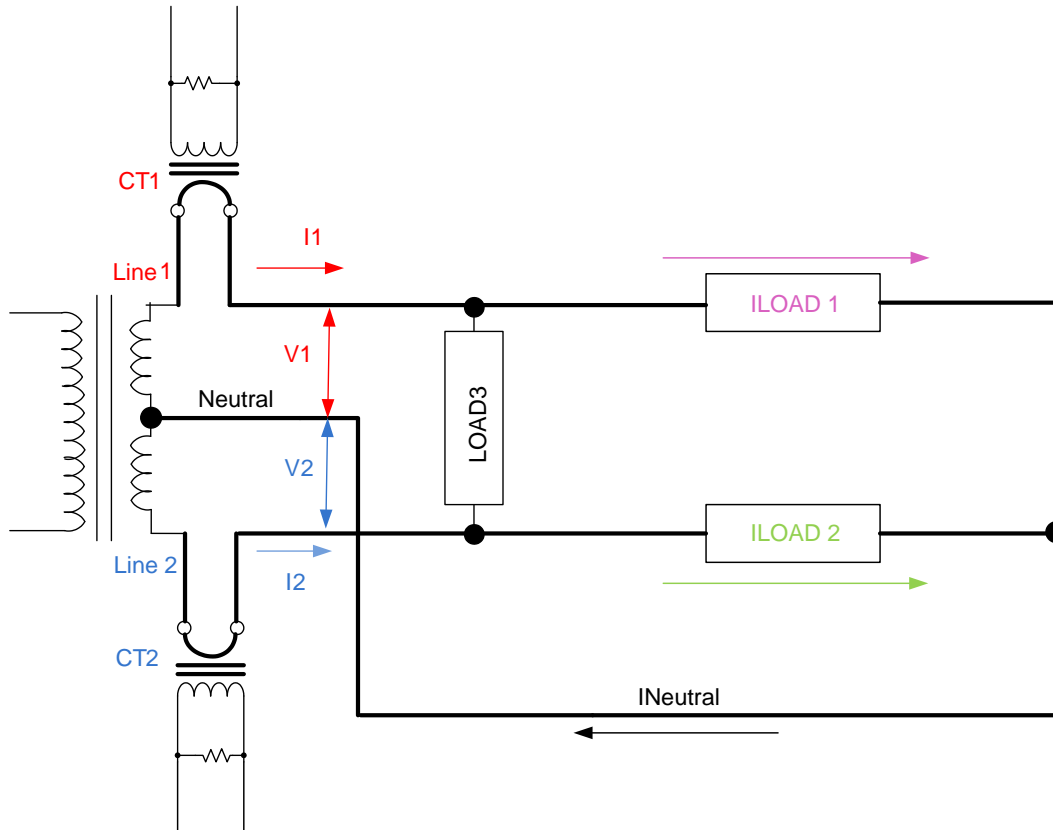 CT1
I1
Line 1
ILOAD 1
V1
Neutral
LOAD3
V2
ILOAD 2
Line 2
I2
CT2
INeutral